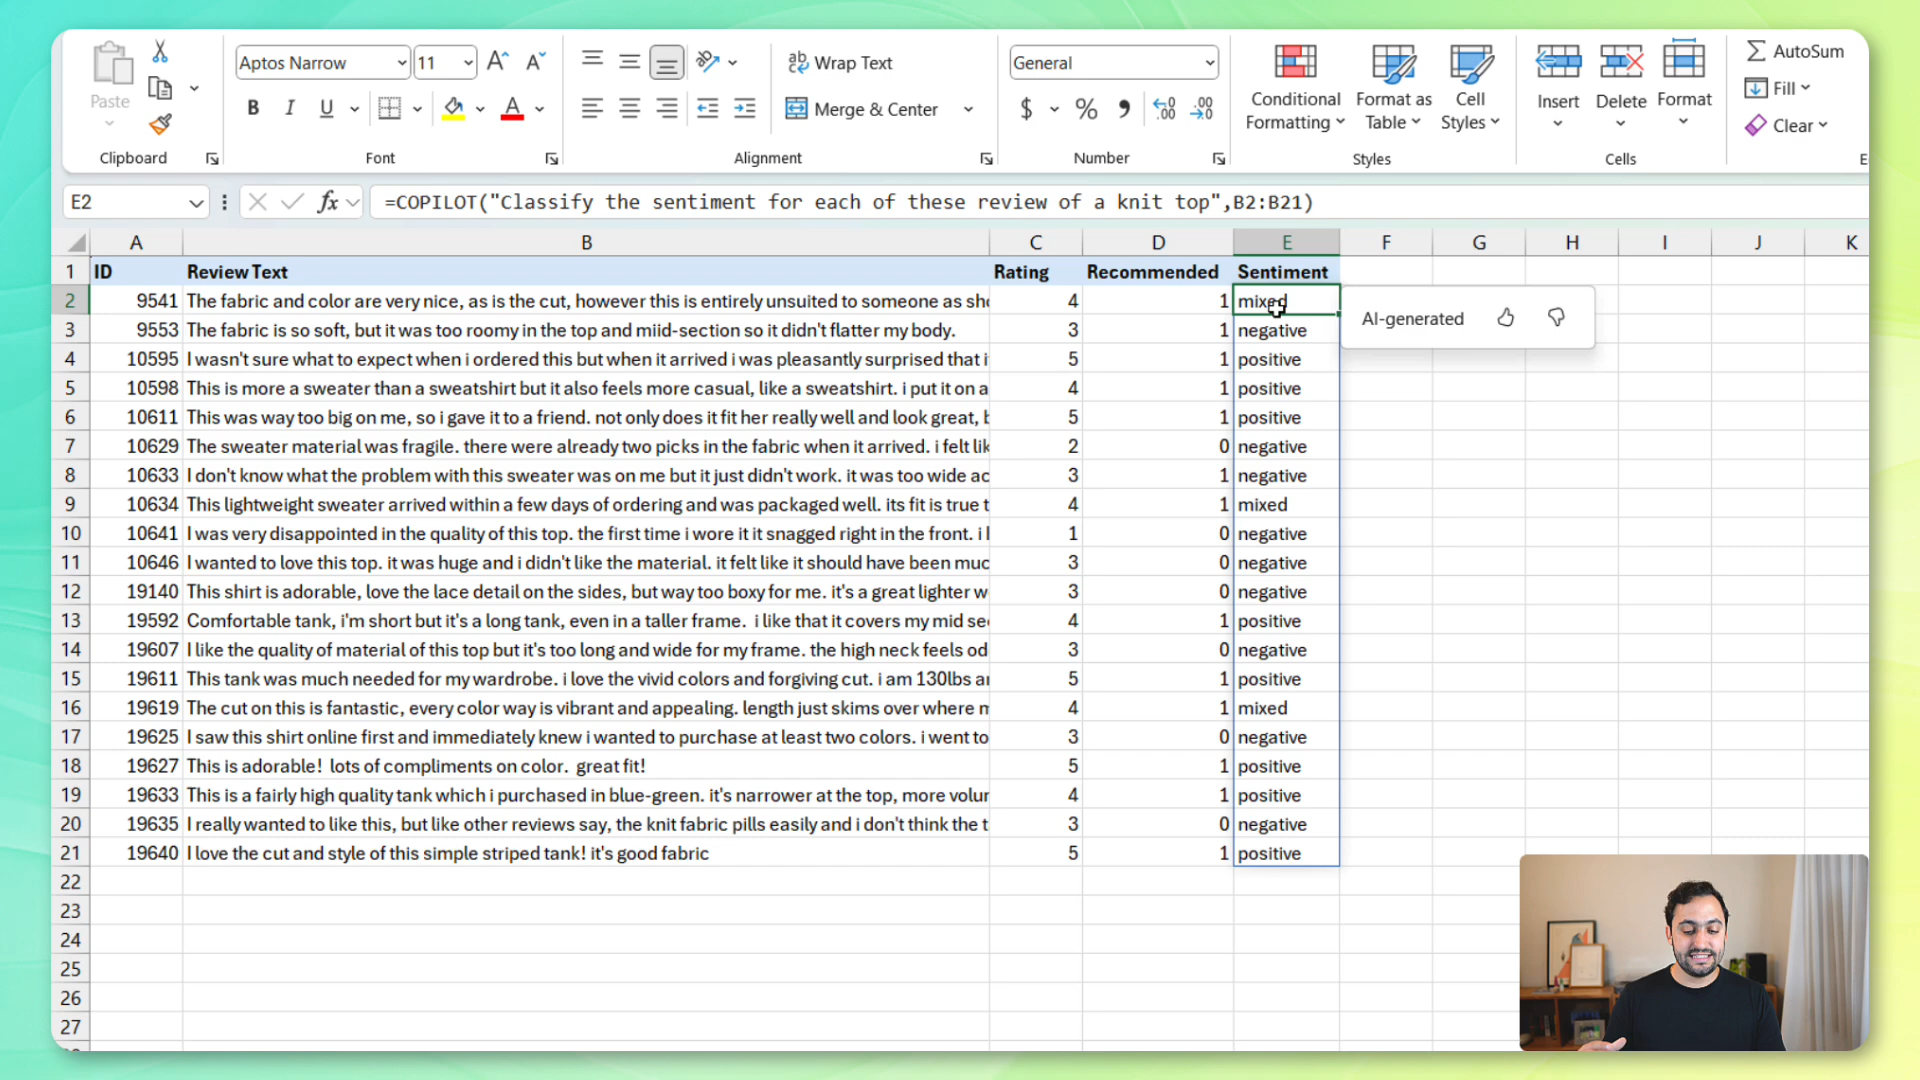 Paste
Clipboard
Aptos Narrow
11
A A
B I U A
Font
ab Wrap Text
Merge & Center
Alignment
General
$ % , .00 .00
Number
Conditional Formatting
Format as Table
Cell Styles
Styles
Insert
Delete
Format
Cells
AutoSum
Fill
Clear
E2
fx
=COPILOT("Classify the sentiment for each of these review of a knit top",B2:B21)
A B C D E F G H I J K
1 ID Review Text Rating Recommended Sentiment
2 9541 The fabric and color are very nice, as is the cut, however this is entirely unsuited to someone as sho 4 1 mixed
AI-generated
3 9553 The fabric is so soft, but it was too roomy in the top and miid-section so it didn't flatter my body. 3 1 negative
4 10595 I wasn't sure what to expect when i ordered this but when it arrived i was pleasantly surprised that i 5 1 positive
5 10598 This is more a sweater than a sweatshirt but it also feels more casual, like a sweatshirt. i put it on a 4 1 positive
6 10611 This was way too big on me, so i gave it to a friend. not only does it fit her really well and look great, b 5 1 positive
7 10629 The sweater material was fragile. there were already two picks in the fabric when it arrived. i felt lik 2 0 negative
8 10633 I don't know what the problem with this sweater was on me but it just didn't work. it was too wide ac 3 1 negative
9 10634 This lightweight sweater arrived within a few days of ordering and was packaged well. its fit is true t 4 1 mixed
10 10641 I was very disappointed in the quality of this top. the first time i wore it it snagged right in the front. i 1 0 negative
11 10646 I wanted to love this top. it was huge and i didn't like the material. it felt like it should have been muc 3 0 negative
12 19140 This shirt is adorable, love the lace detail on the sides, but way too boxy for me. it's a great lighter w 3 0 negative
13 19592 Comfortable tank, i'm short but it's a long tank, even in a taller frame. i like that it covers my mid se 4 1 positive
14 19607 I like the quality of material of this top but it's too long and wide for my frame. the high neck feels od 3 0 negative
15 19611 This tank was much needed for my wardrobe. i love the vivid colors and forgiving cut. i am 130lbs a 5 1 positive
16 19619 The cut on this is fantastic, every color way is vibrant and appealing. length just skims over where m 4 1 mixed
17 19625 I saw this shirt online first and immediately knew i wanted to purchase at least two colors. i went to 3 0 negative
18 19627 This is adorable! lots of compliments on color. great fit! 5 1 positive
19 19633 This is a fairly high quality tank which i purchased in blue-green. it's narrower at the top, more volu 4 1 positive
20 19635 I really wanted to like this, but like other reviews say, the knit fabric pills easily and i don't think the t 3 0 negative
21 19640 I love the cut and style of this simple striped tank! it's good fabric 5 1 positive
22
23
24
25
26
27